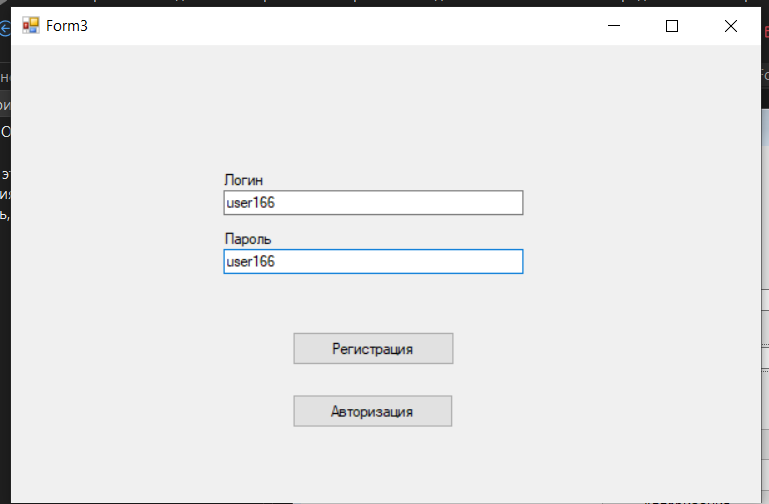 Form3
Логин
user166
Пароль
user166
Регистрация
Авторизация